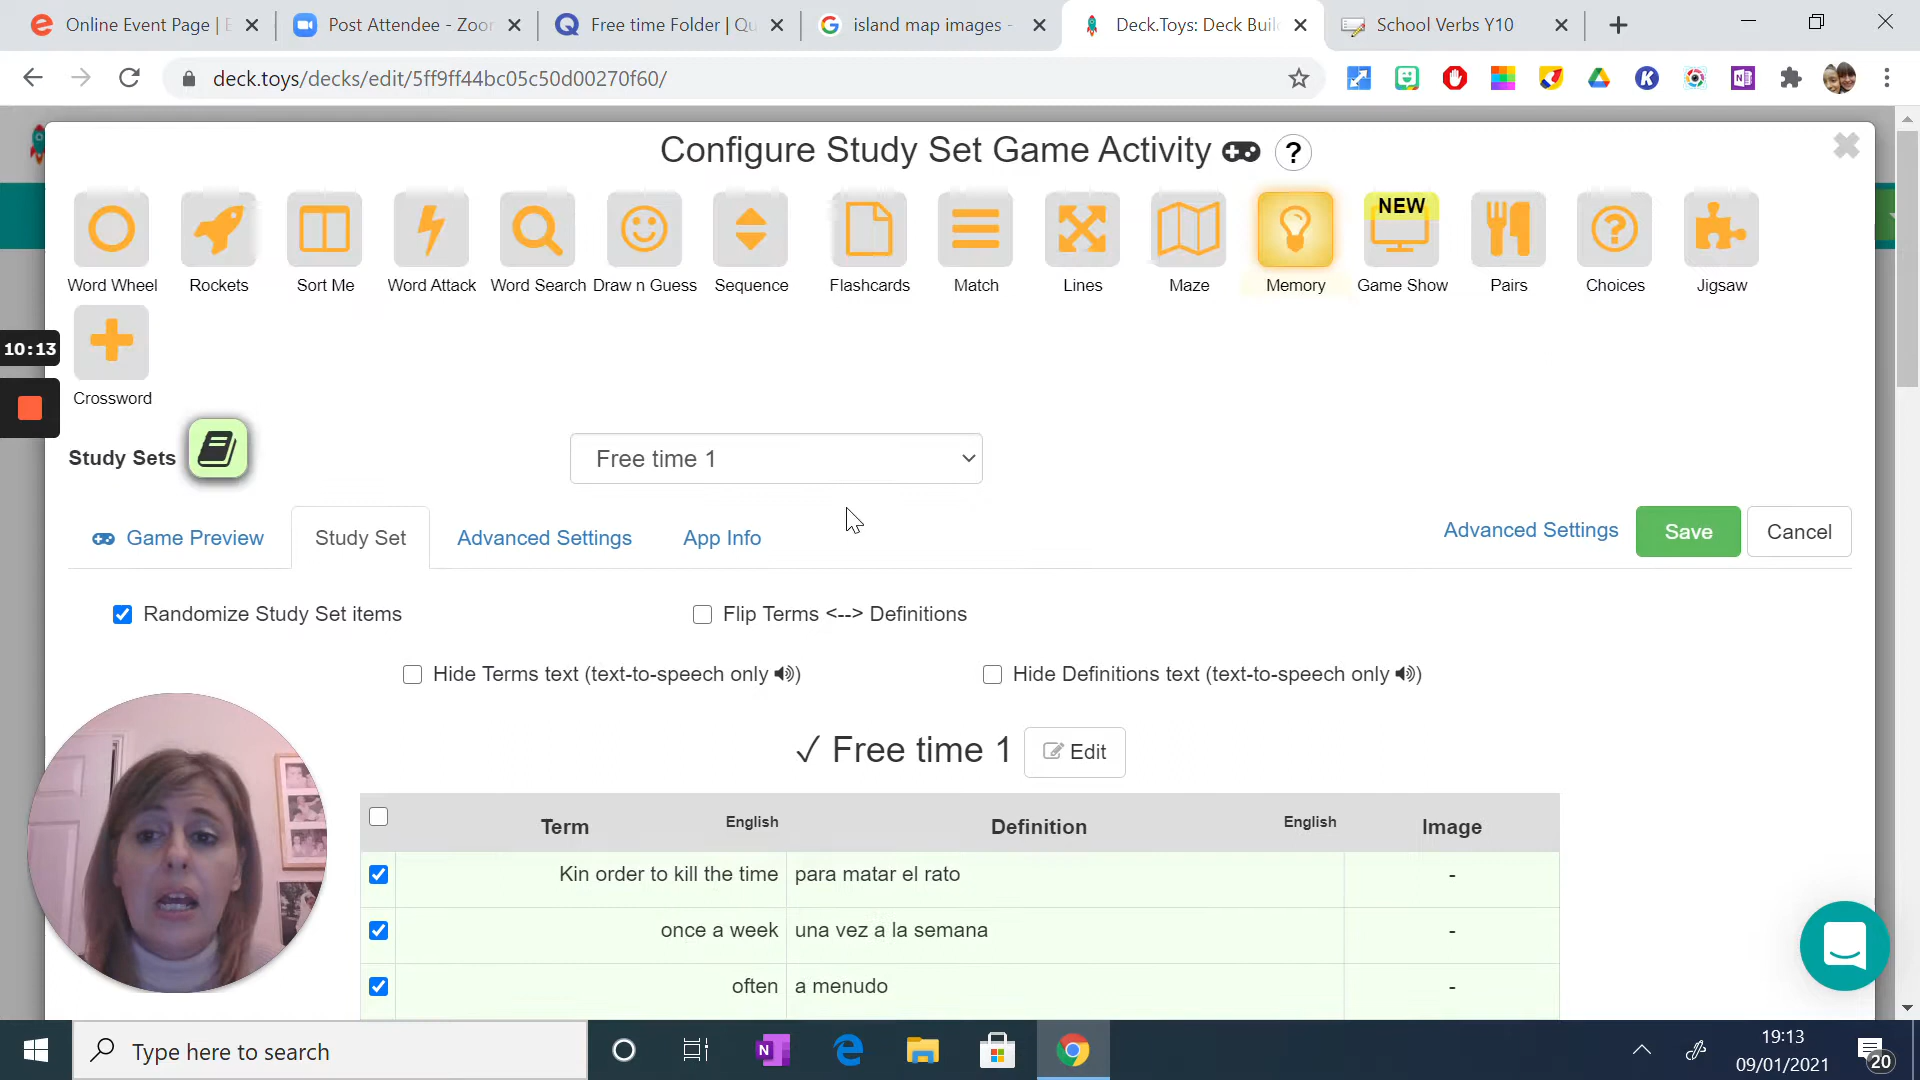 Online Event Page | E
Post Attendee - Zoor
Free time Folder | Qu
island map images -
Deck.Toys: Deck Buil
School Verbs Y10
deck.toys/decks/edit/5ff9ff44bc05c50d00270f60/
Configure Study Set Game Activity ?
NEW
Word Wheel Rockets Sort Me Word Attack Word Search Draw n Guess Sequence Flashcards Match Lines Maze Memory Game Show Pairs Choices Jigsaw
10:13
Crossword
Study Sets Free time 1
Game Preview Study Set Advanced Settings App Info Advanced Settings Save Cancel
Randomize Study Set items Flip Terms <--> Definitions
Hide Terms text (text-to-speech only) Hide Definitions text (text-to-speech only)
✓ Free time 1 Edit
Term English Definition English Image
Kin order to kill the time para matar el rato -
once a week una vez a la semana -
often a menudo -
Type here to search
19:13
09/01/2021
20